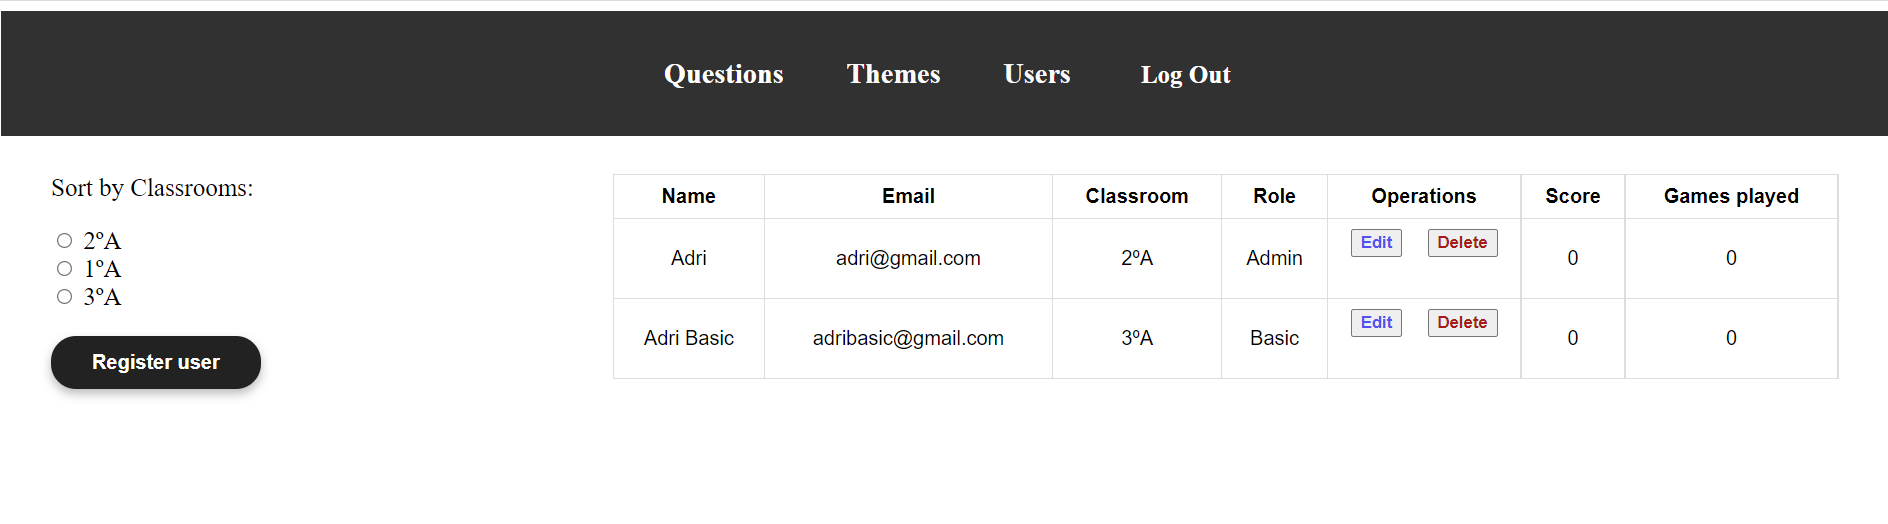 Questions Themes Users Log Out
Sort by Classrooms:
2ºA
1ºA
3ºA
Register user
Name Email Classroom Role Operations Score Games played
Adri adri@gmail.com 2ºA Admin Edit Delete 0 0
Adri Basic adribasic@gmail.com 3ºA Basic Edit Delete 0 0